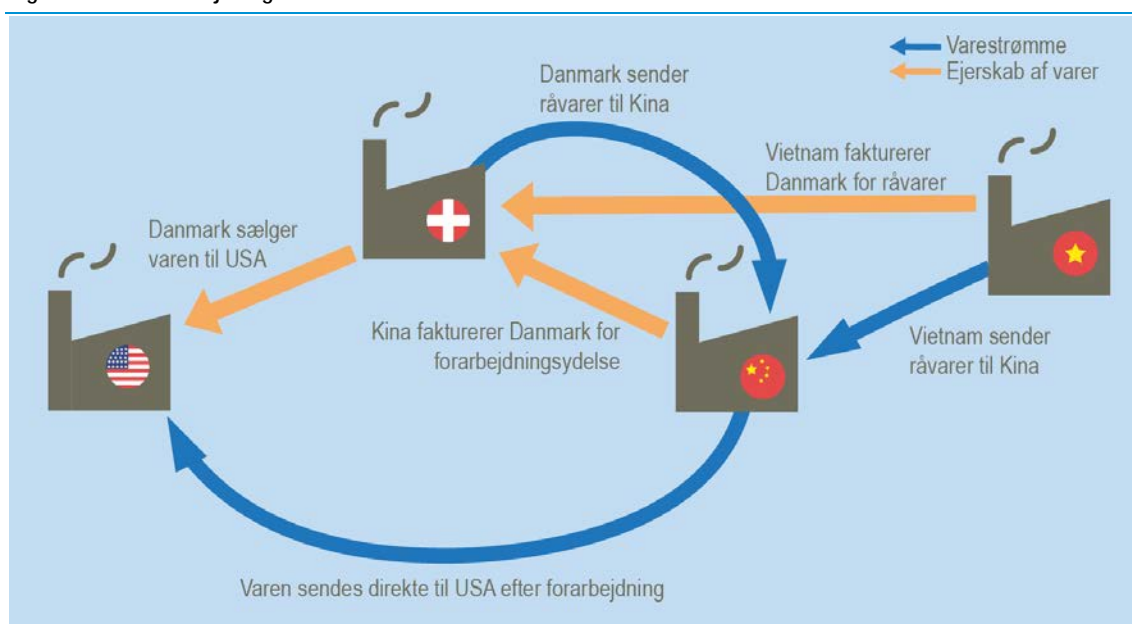 Varestrømme
Ejerskab af varer
Danmark sender
råvarer til Kina
Vietnam fakturerer
Danmark for råvarer
Danmark sælger
varen til USA
Kina fakturerer Danmark for
forarbejdningsydelse
Vietnam sender
råvarer til Kina
Varen sendes direkte til USA efter forarbejdning